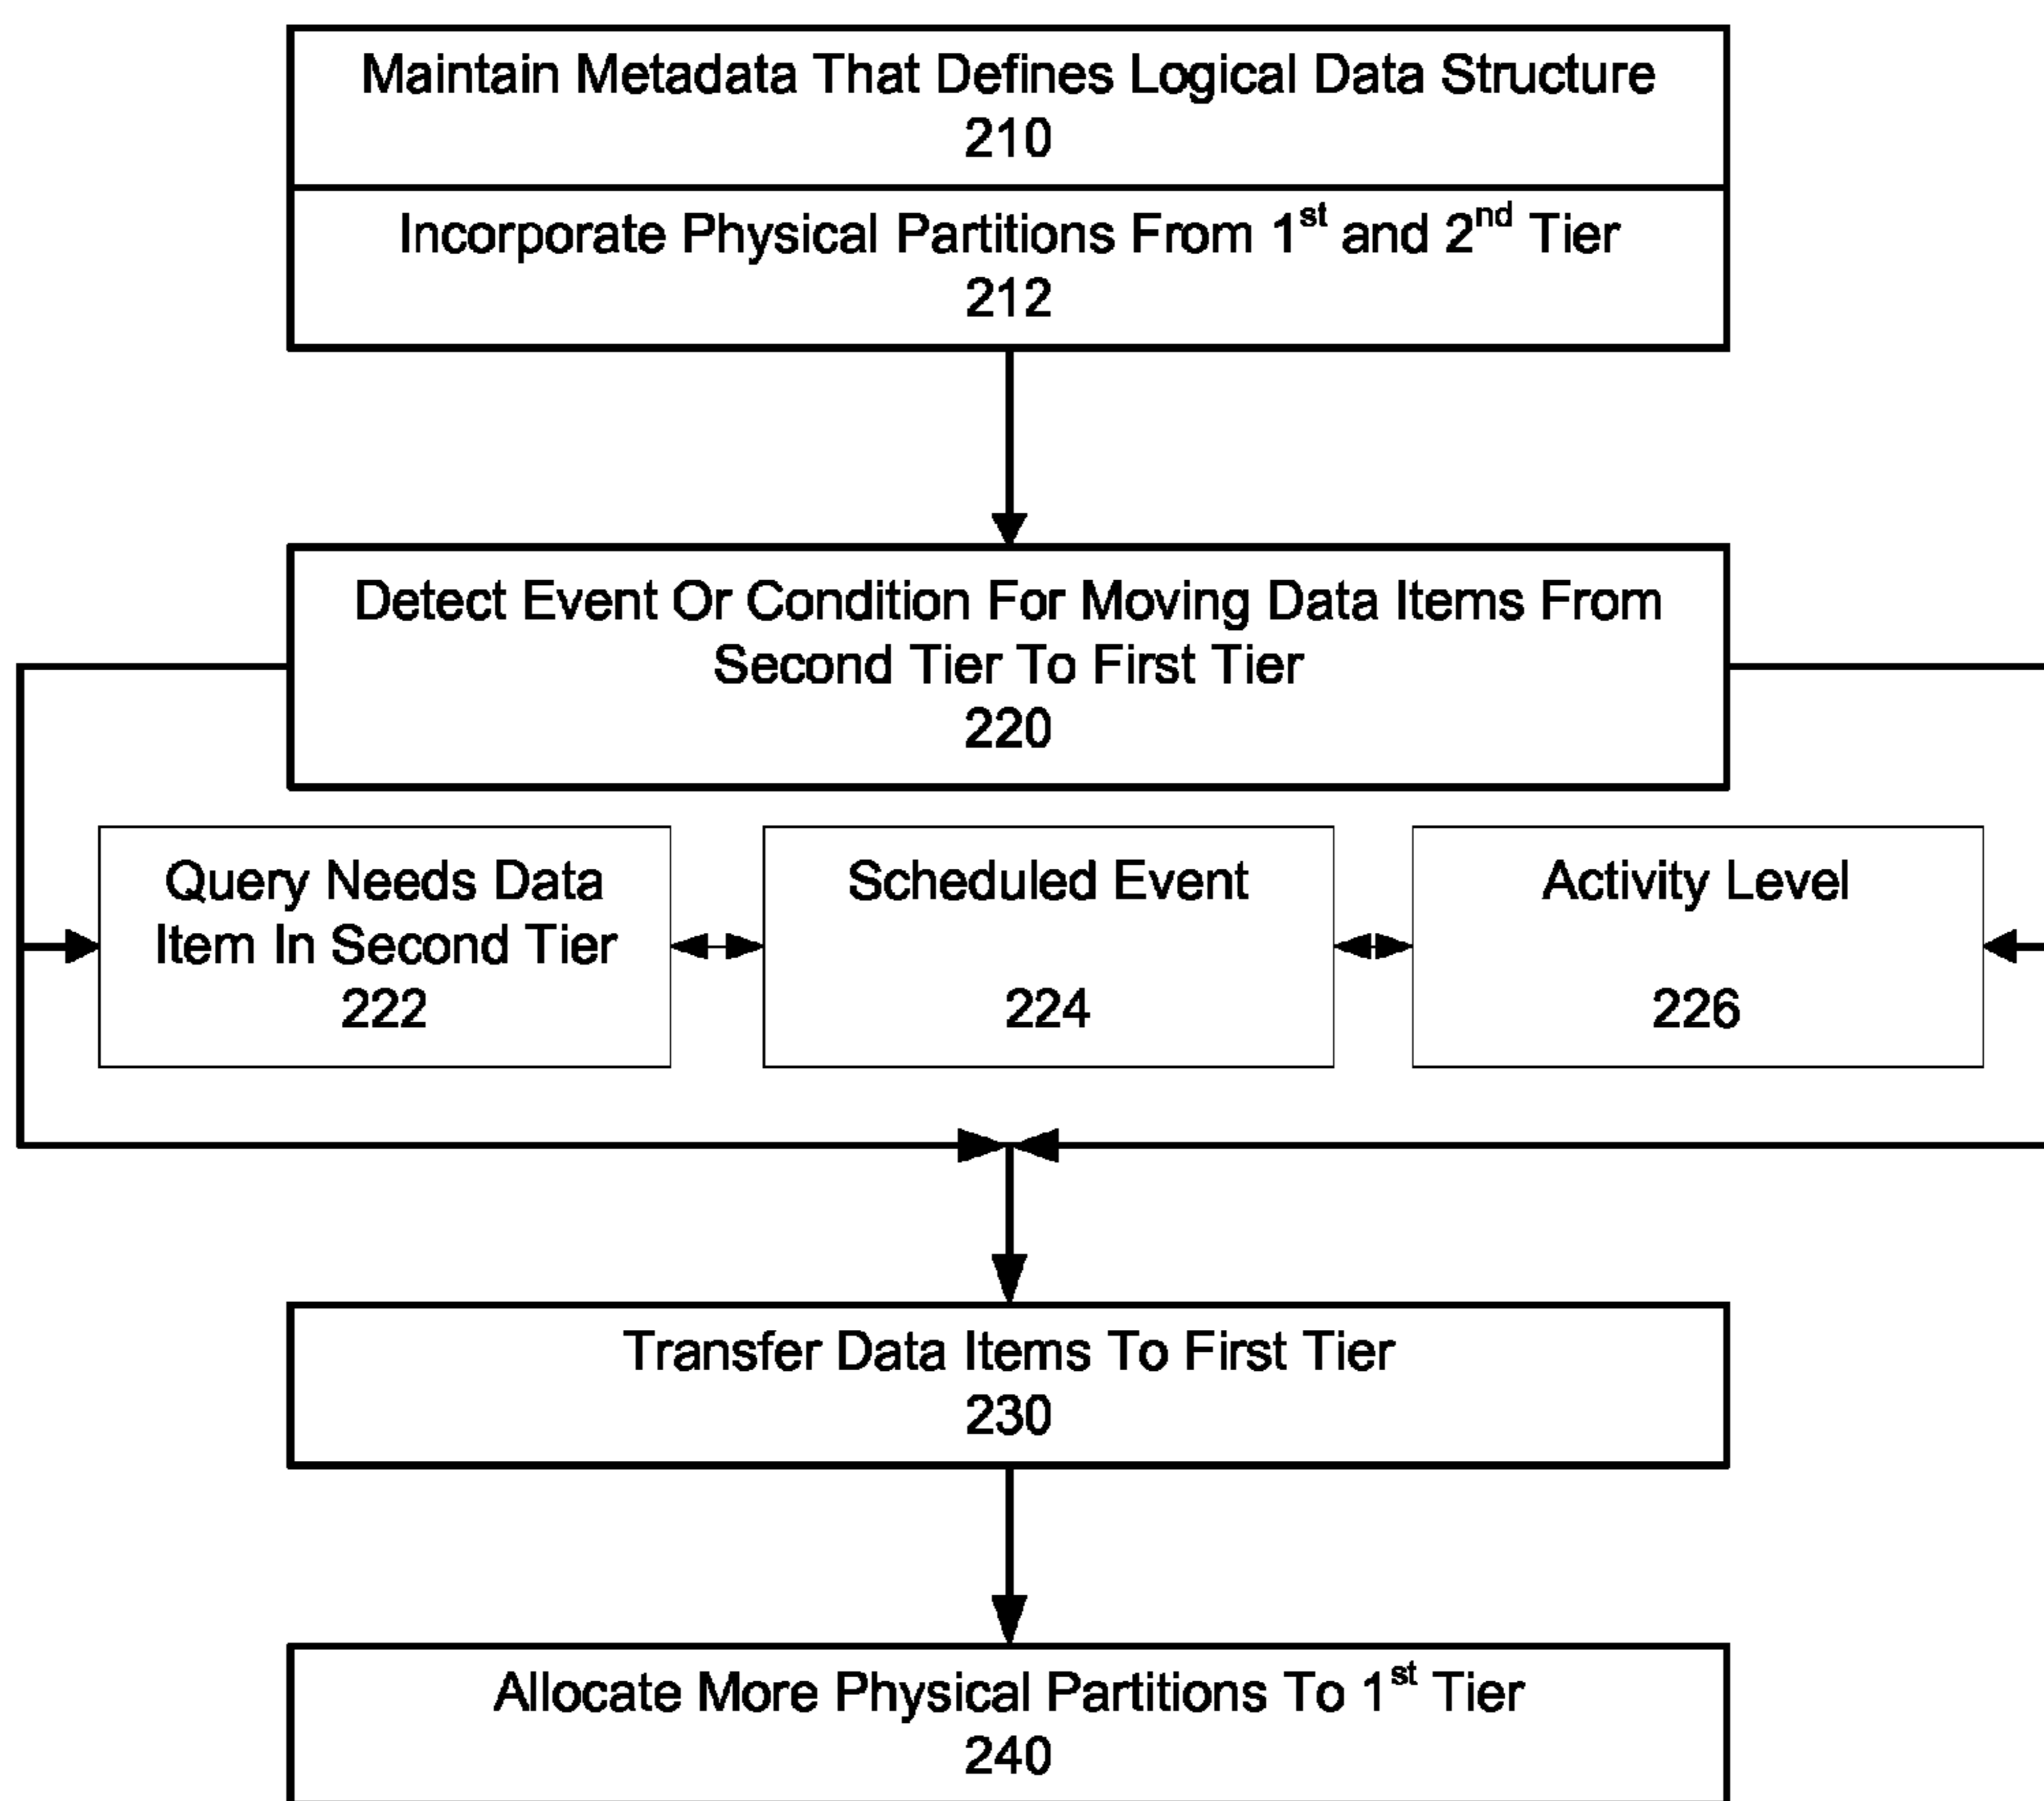 Maintain Metadata That Defines Logical Data Structure
210
Incorporate Physical Partitions From 1st and 2nd Tier
212
Detect Event Or Condition For Moving Data Items From
Second Tier To First Tier
220
Query Needs Data
Item In Second Tier
222
Scheduled Event
224
Activity Level
226
Transfer Data Items To First Tier
230
Allocate More Physical Partitions To 1st Tier
240